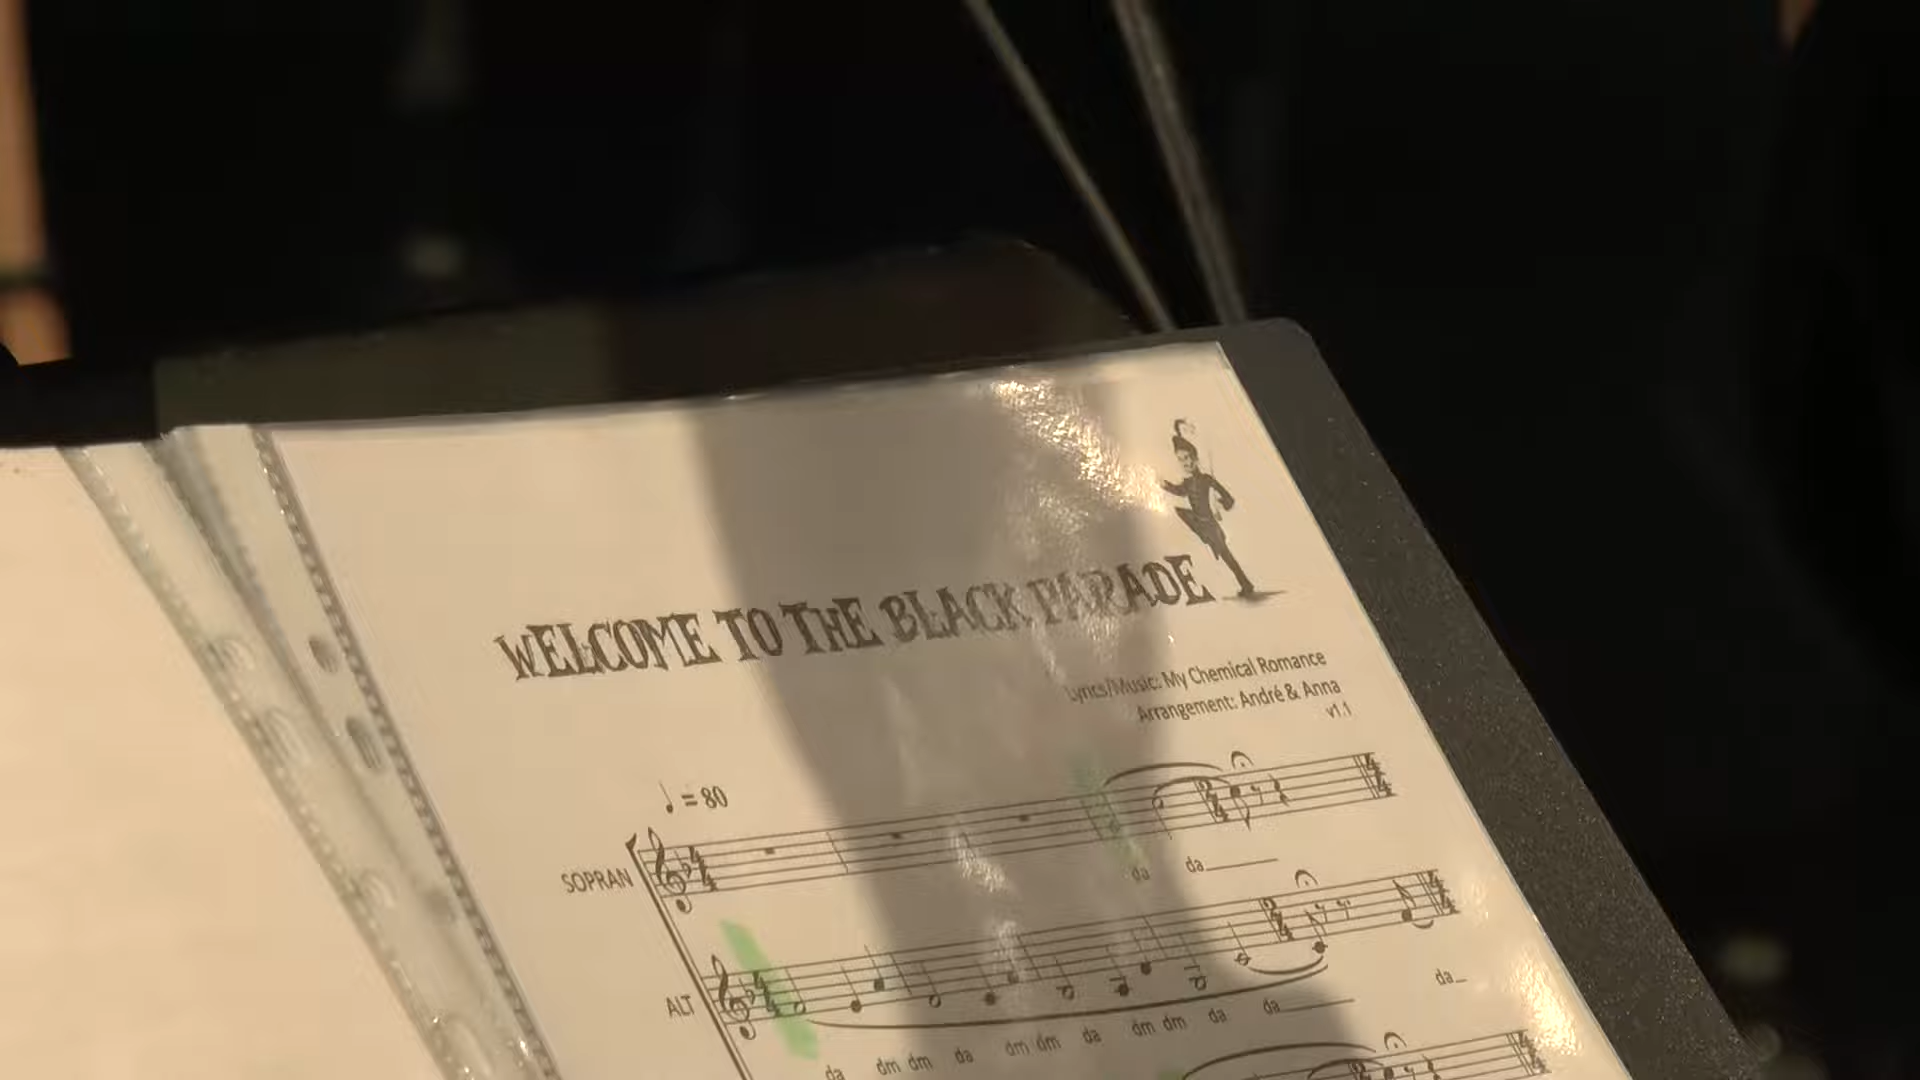 WELCOME TO THE BLACK PARADE
Lyrics/Music: My Chemical Romance
Arrangement: André & Anna
v1.1
= 80
SOPRAN
da da
ALT
da_
da dm dm da dm dm da dm dm da da